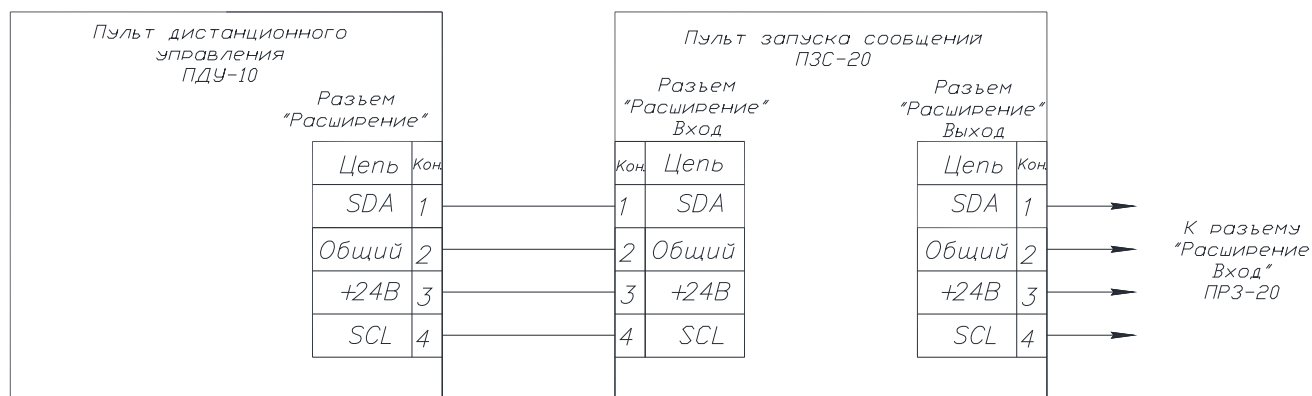 Пульт дистанционного
управления
ПДУ-10
Разъем
"Расширение"
Цепь Кон.
SDA 1
Общий 2
+24В 3
SCL 4
Пульт запуска сообщений
ПЗС-20
Разъем
"Расширение"
Вход
Кон. Цепь
1 SDA
2 Общий
3 +24В
4 SCL
Разъем
"Расширение"
Выход
Цепь Кон.
SDA 1
Общий 2
+24В 3
SCL 4
К разъему
"Расширение
Вход"
ПРЗ-20